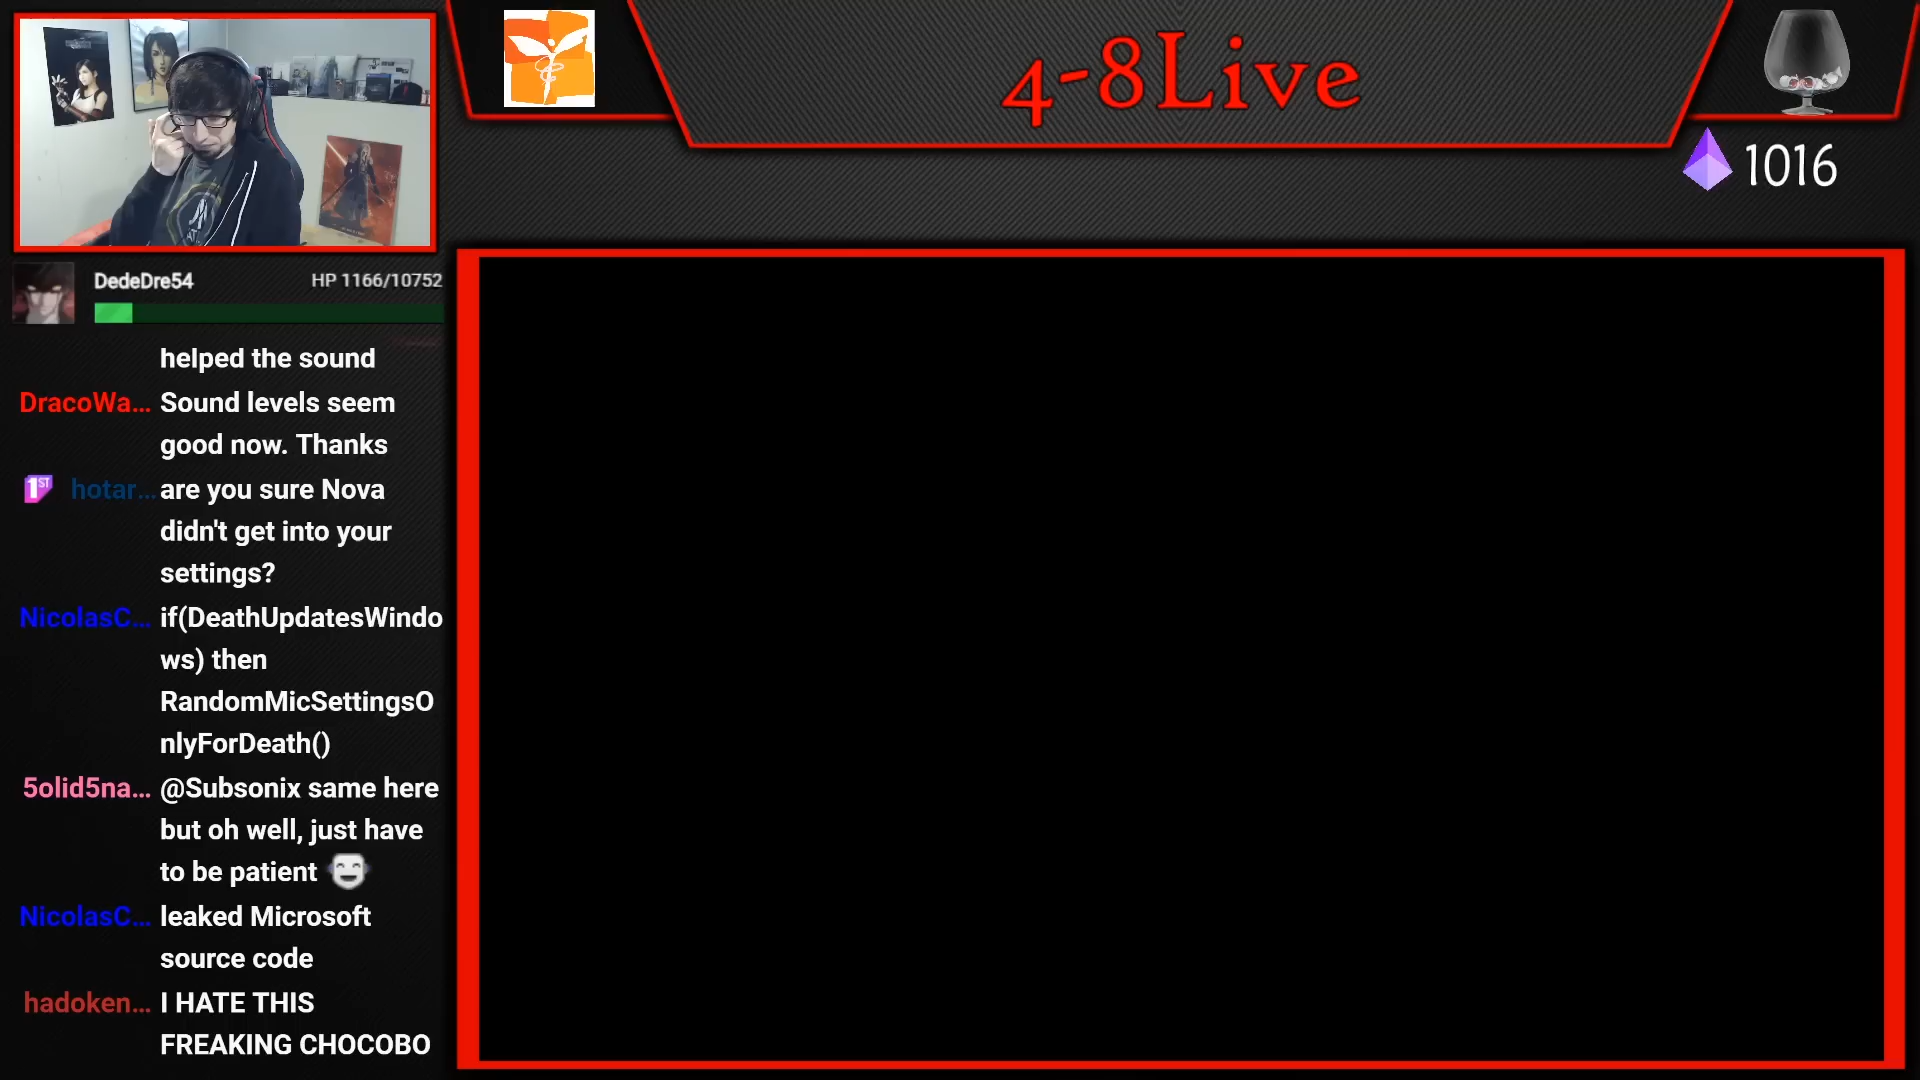 4-8Live
1016
DedeDre54 HP 1166/10752
helped the sound
DracoWa... Sound levels seem
good now. Thanks
1ST hotar... are you sure Nova
didn't get into your
settings?
NicolasC... if(DeathUpdatesWindo
ws) then
RandomMicSettingsO
nlyForDeath()
5olid5na... @Subsonix same here
but oh well, just have
to be patient
NicolasC... leaked Microsoft
source code
hadoken... I HATE THIS
FREAKING CHOCOBO